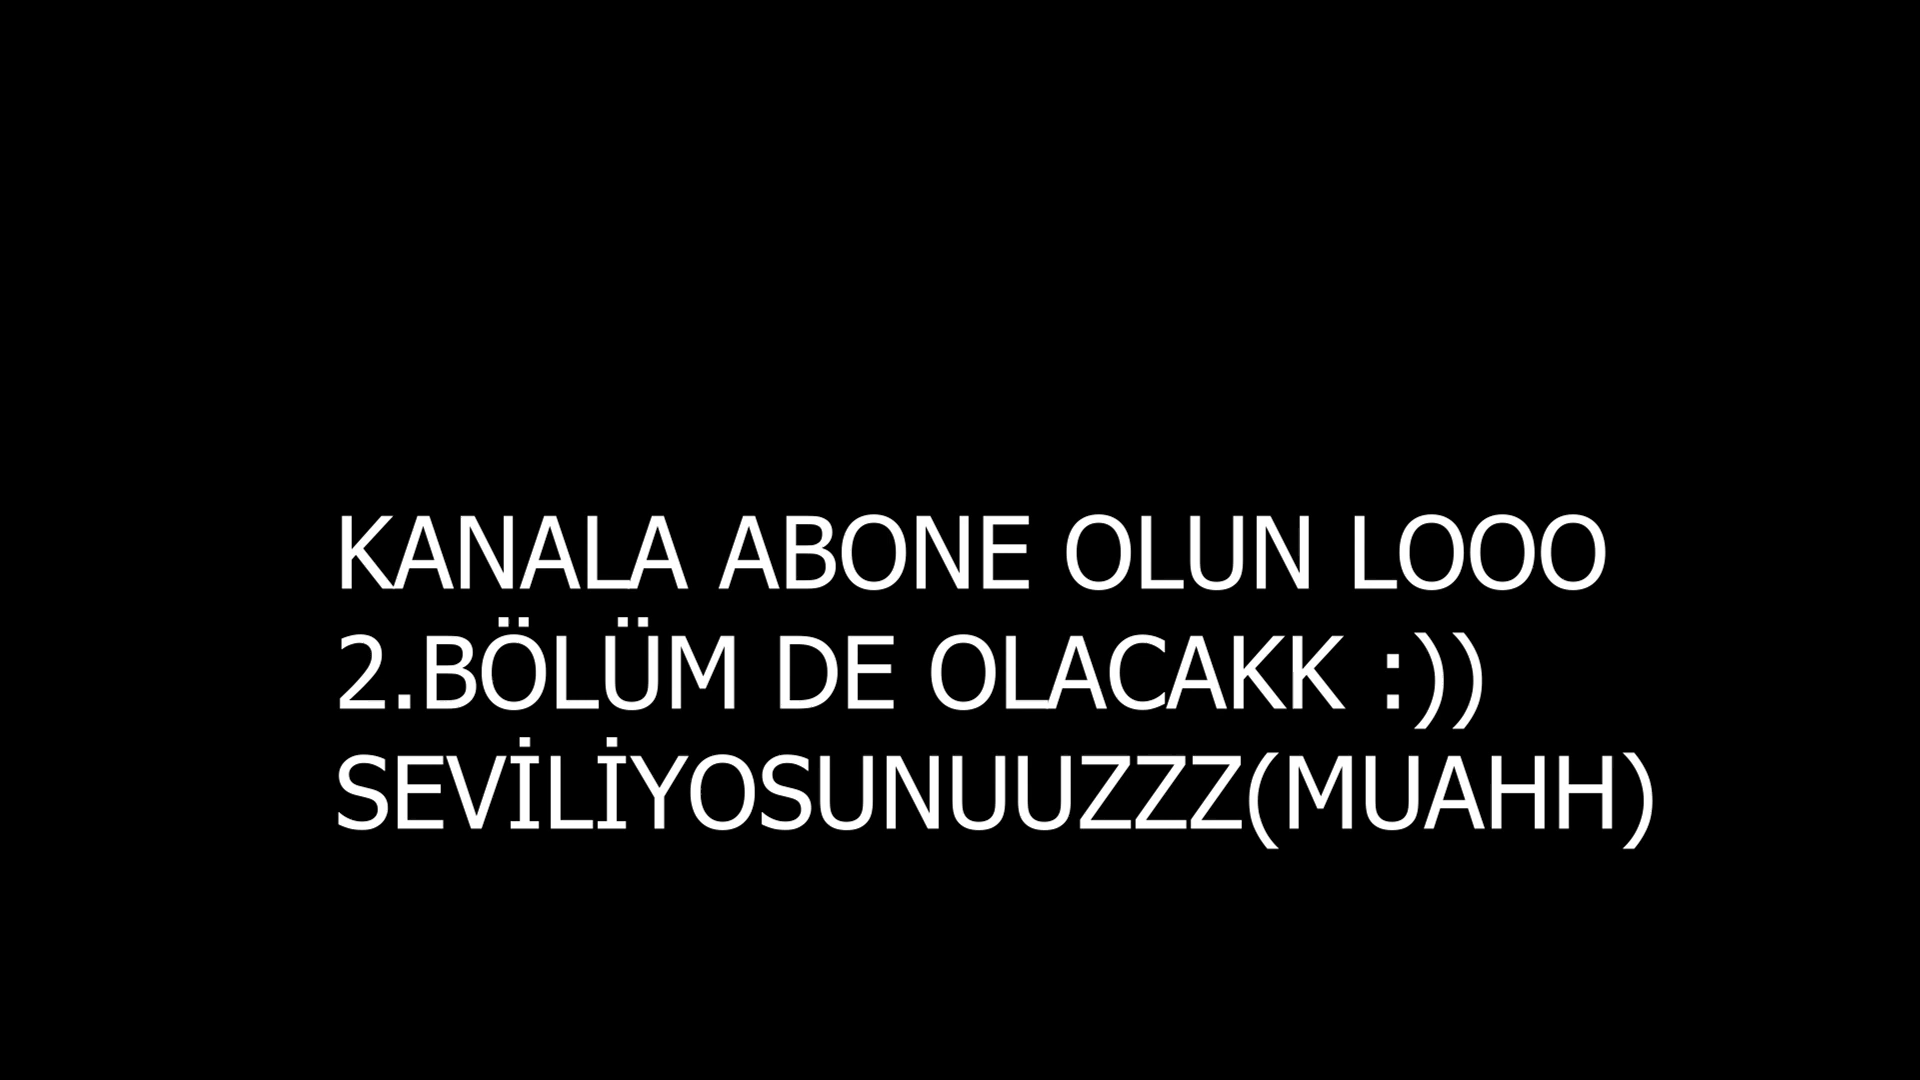 KANALA ABONE OLUN LOOO
2.BÖLÜM DE OLACAKK :))
SEVİLİYOSUNUUZZZ(MUAHH)